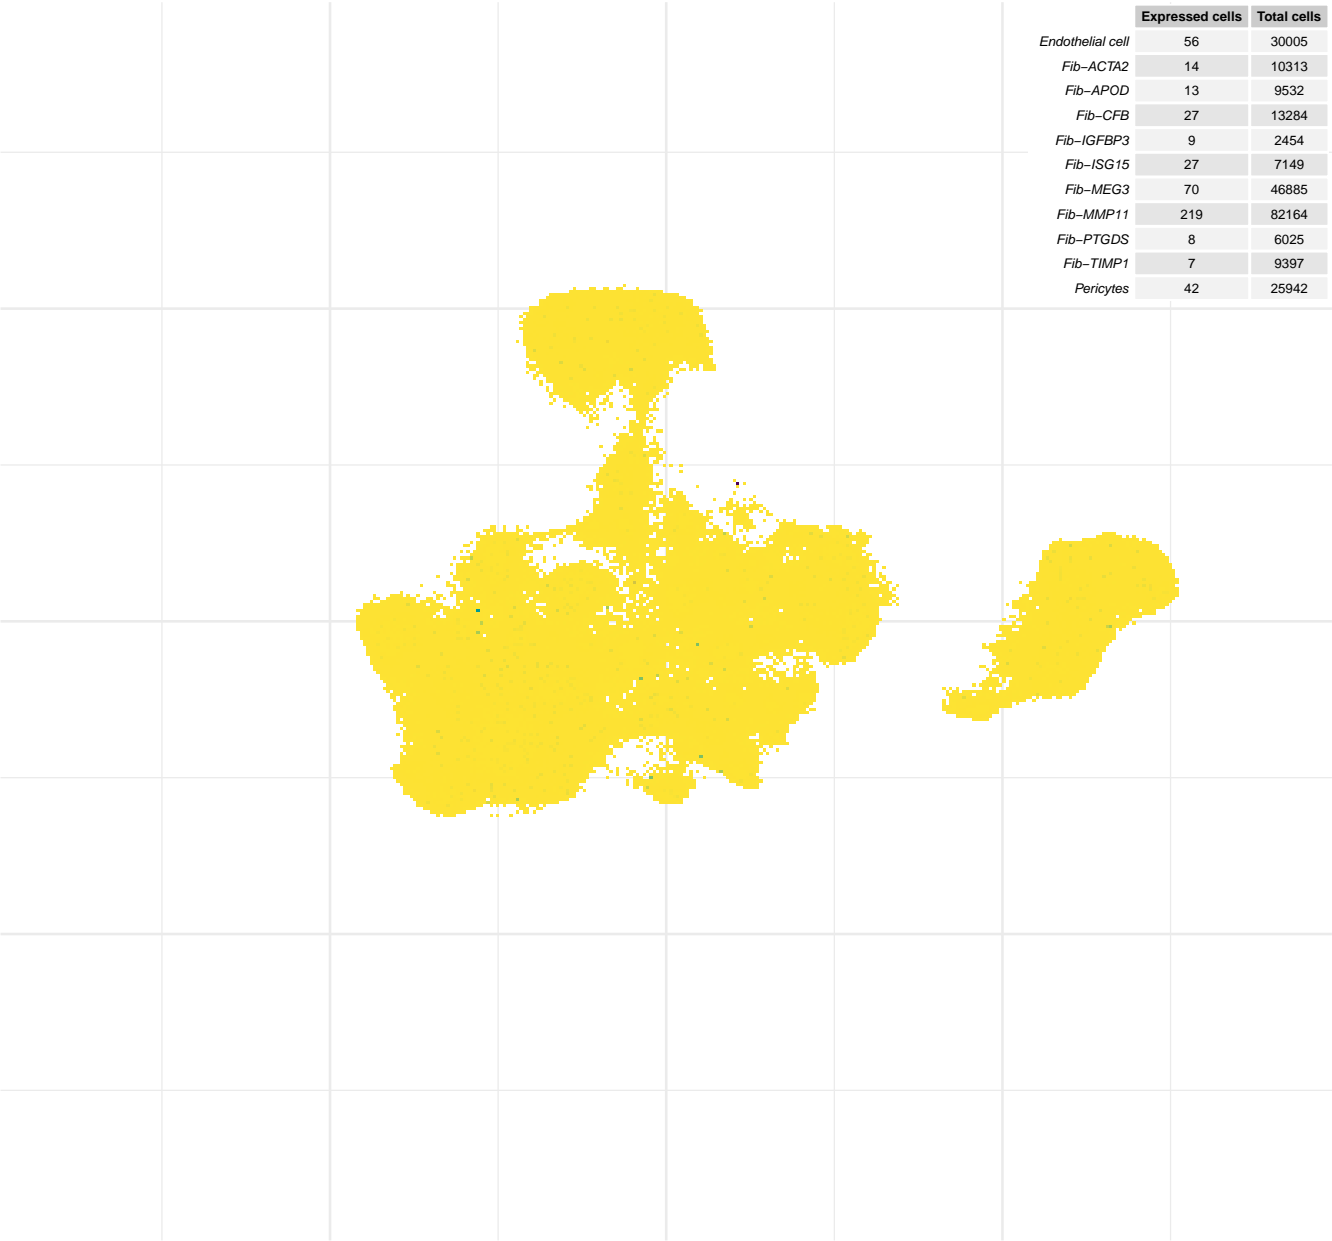 Expressed cells Total cells
Endothelial cell 56 30005
Fib−ACTA2 14 10313
Fib−APOD 13 9532
Fib−CFB 27 13284
Fib−IGFBP3 9 2454
Fib−ISG15 27 7149
Fib−MEG3 70 46885
Fib−MMP11 219 82164
Fib−PTGDS 8 6025
Fib−TIMP1 7 9397
Pericytes 42 25942